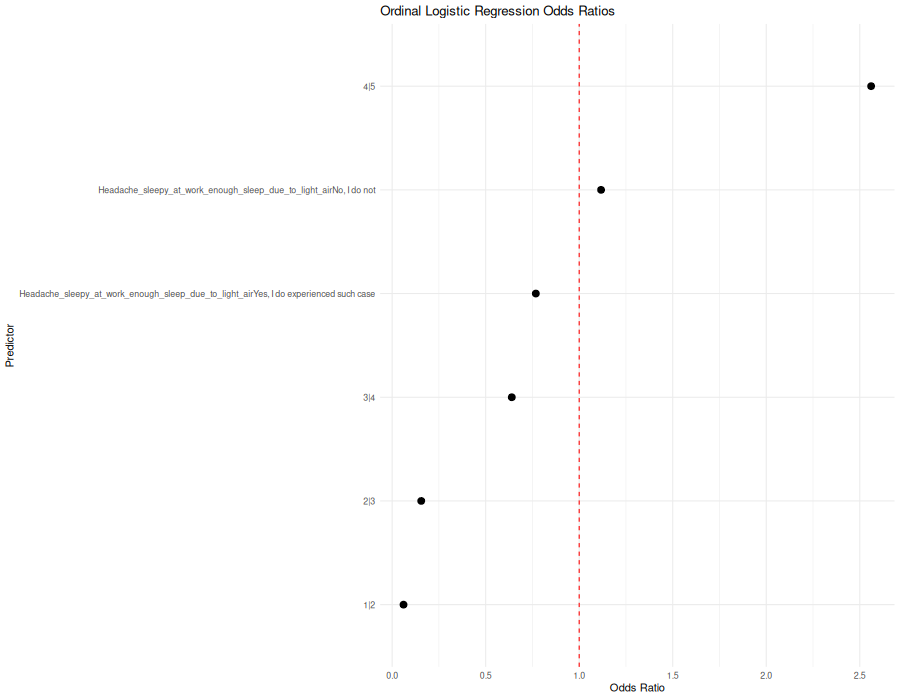 Ordinal Logistic Regression Odds Ratios
4|5
Headache_sleepy_at_work_enough_sleep_due_to_light_airNo, I do not
Headache_sleepy_at_work_enough_sleep_due_to_light_airYes, I do experienced such case
Predictor
3|4
2|3
1|2
0.0 0.5 1.0 1.5 2.0 2.5
Odds Ratio